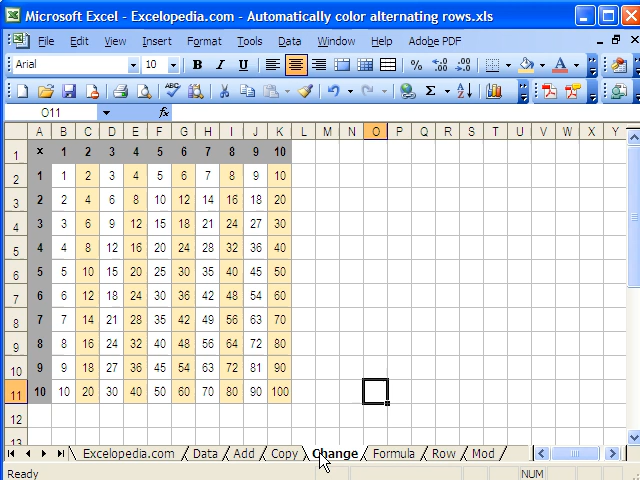 Microsoft Excel - Excelopedia.com - Automatically color alternating rows.xls
File Edit View Insert Format Tools Data Window Help Adobe PDF
Arial 10 B I U %
Σ
O11 fx
A B C D E F G H I J K L M N O P Q R S T U V W X Y
1 x 1 2 3 4 5 6 7 8 9 10
2 1 1 2 3 4 5 6 7 8 9 10
3 2 2 4 6 8 10 12 14 16 18 20
4 3 3 6 9 12 15 18 21 24 27 30
5 4 4 8 12 16 20 24 28 32 36 40
6 5 5 10 15 20 25 30 35 40 45 50
7 6 6 12 18 24 30 36 42 48 54 60
8 7 7 14 21 28 35 42 49 56 63 70
9 8 8 16 24 32 40 48 56 64 72 80
10 9 9 18 27 36 45 54 63 72 81 90
11 10 10 20 30 40 50 60 70 80 90 100
12
13
Excelopedia.com Data Add Copy Change Formula Row Mod
Ready NUM